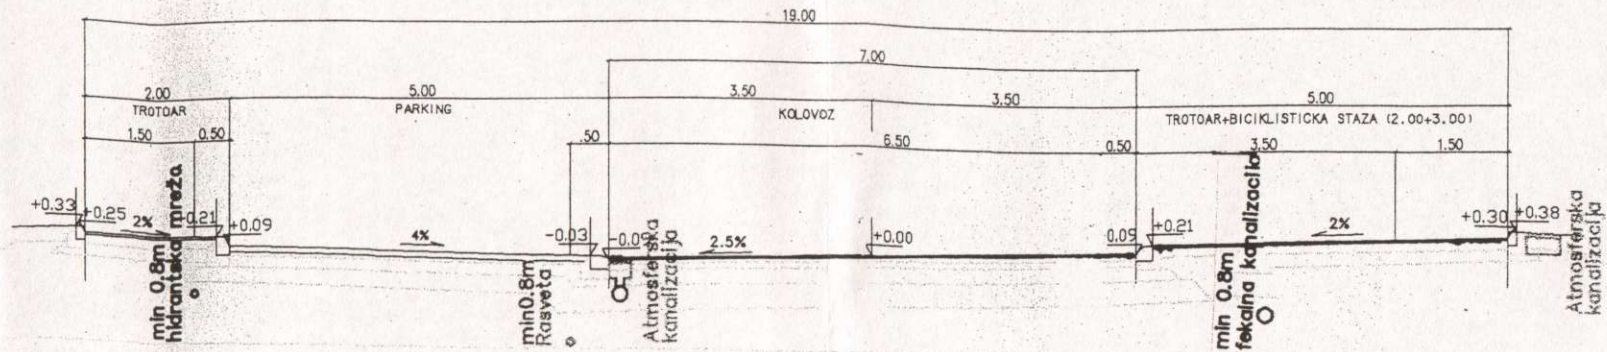 19.00
7.00
2.00
5.00
3.50
3.50
5.00
TROTOAR
PARKING
KOLOVOZ
TROTOAR+BICIKLISTICKA STAZA (2.00+3.00)
1.50
0.50
.50
6.50
0.50
3.50
1.50
+0.33
+0.25
2%
+0.21
+0.09
4%
-0.03
-0.09
2.5%
+0.00
0.09
+0.21
2%
+0.30
+0.38
min 0.8m
hidrantska mreža
min0.8m
Rasveta
Atmosferska
kanalizacija
min 0.8m
fekalna kanalizacija
Atmosferska
kanalizacija